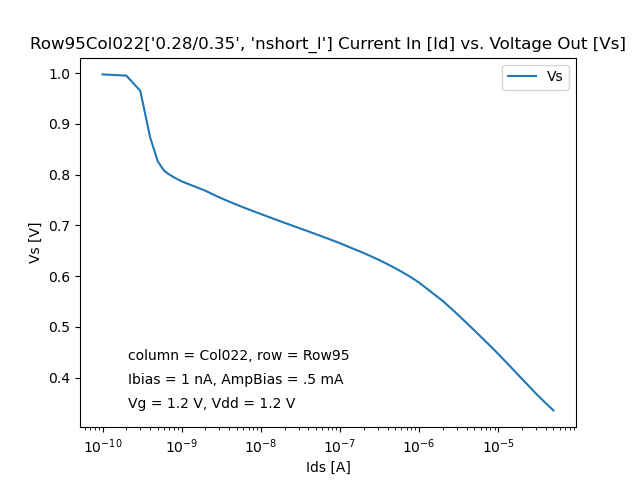 Row95Col022['0.28/0.35', 'nshort_l'] Current In [Id] vs. Voltage Out [Vs]
Vs
1.0
0.9
0.8
0.7
0.6
0.5
0.4
Vs [V]
column = Col022, row = Row95
Ibias = 1 nA, AmpBias = .5 mA
Vg = 1.2 V, Vdd = 1.2 V
10⁻¹⁰ 10⁻⁹ 10⁻⁸ 10⁻⁷ 10⁻⁶ 10⁻⁵
Ids [A]